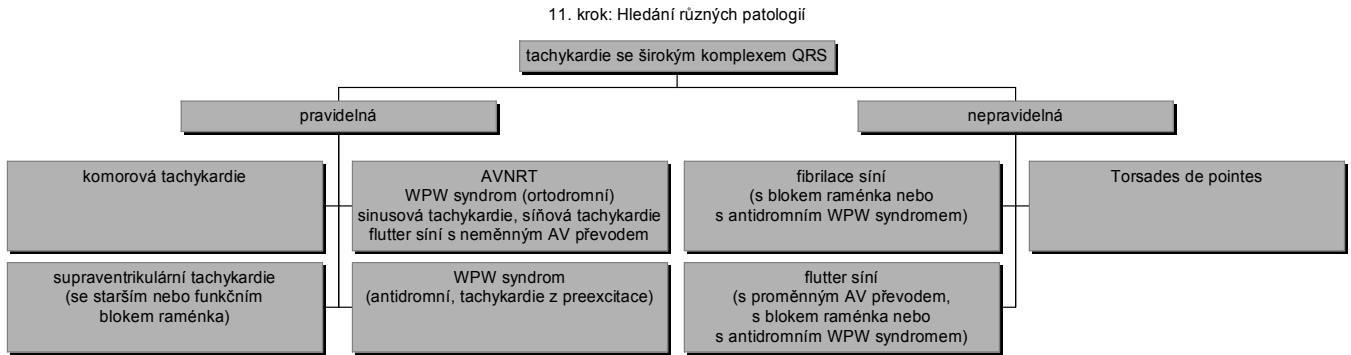 11. krok: Hledání různých patologií
tachykardie se širokým komplexem QRS
pravidelná
nepravidelná
komorová tachykardie
AVNRT
WPW syndrom (ortodromní)
sinusová tachykardie, síňová tachykardie
flutter síní s neměnným AV převodem
fibrilace síní
(s blokem raménka nebo
s antidromním WPW syndromem)
Torsades de pointes
supraventrikulární tachykardie
(se starším nebo funkčním
blokem raménka)
WPW syndrom
(antidromní, tachykardie z preexcitace)
flutter síní
(s proměnným AV převodem,
s blokem raménka nebo
s antidromním WPW syndromem)